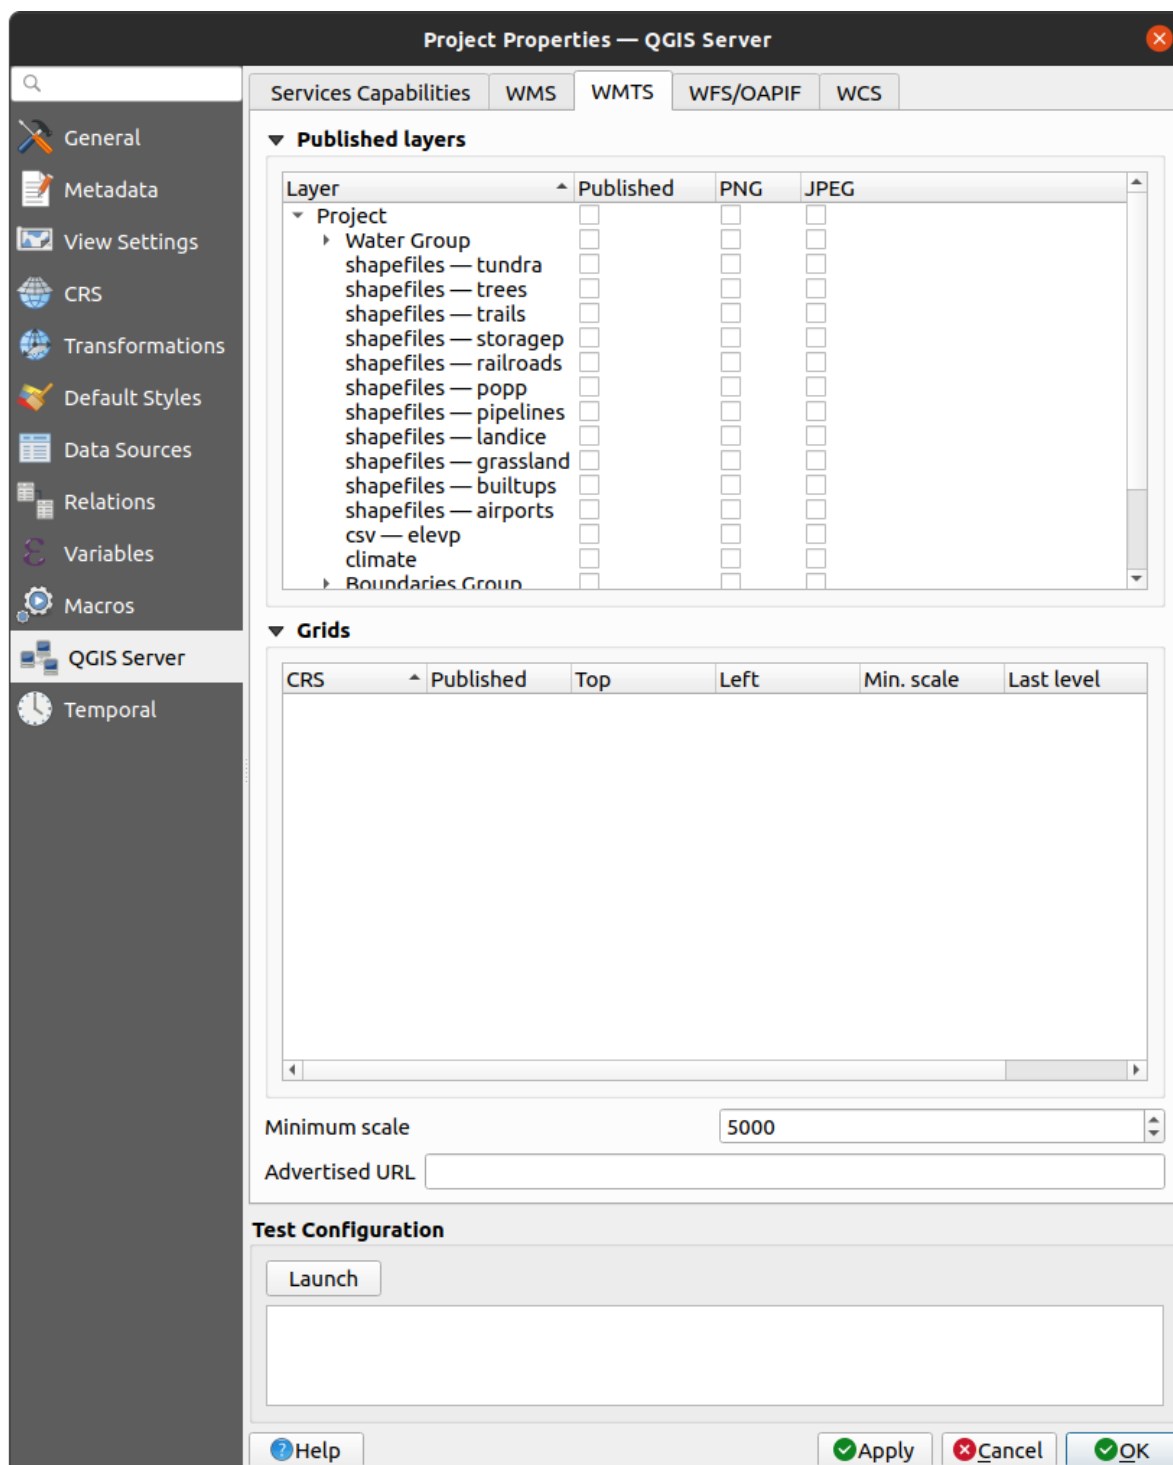 Project Properties — QGIS Server
General
Metadata
View Settings
CRS
Transformations
Default Styles
Data Sources
Relations
Variables
Macros
QGIS Server
Temporal
Services Capabilities WMS WMTS WFS/OAPIF WCS
Published layers
Layer Published PNG JPEG
Project
Water Group
shapefiles — tundra
shapefiles — trees
shapefiles — trails
shapefiles — storagep
shapefiles — railroads
shapefiles — popp
shapefiles — pipelines
shapefiles — landice
shapefiles — grassland
shapefiles — builtups
shapefiles — airports
csv — elevp
climate
Boundaries Group
Grids
CRS Published Top Left Min. scale Last level
Minimum scale 5000
Advertised URL
Test Configuration
Launch
Help Apply Cancel OK